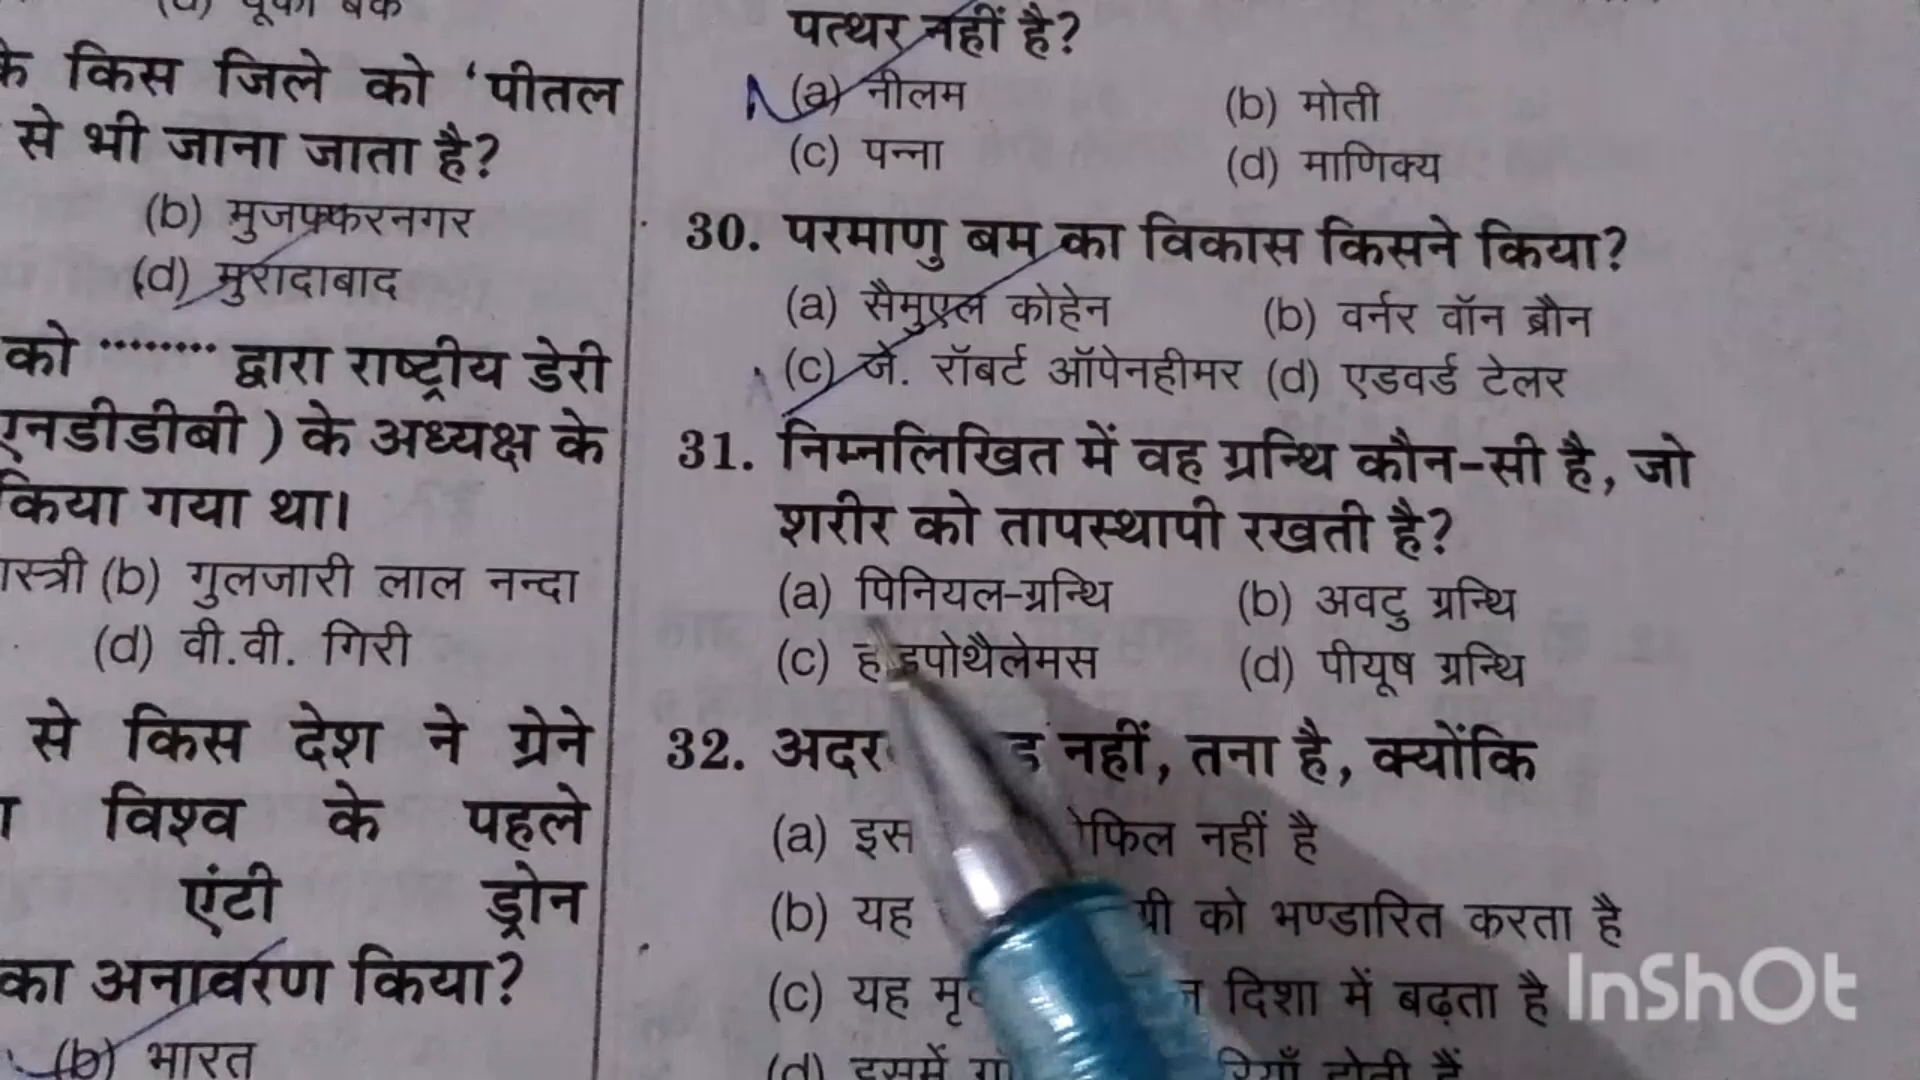 (d) यूको बैंक
के किस जिले को 'पीतल
से भी जाना जाता है?
(b) मुजफ्फरनगर
(d) मुरादाबाद
को ........ द्वारा राष्ट्रीय डेरी
एनडीडीबी ) के अध्यक्ष के
किया गया था।
ास्त्री (b) गुलजारी लाल नन्दा
(d) वी.वी. गिरी
से किस देश ने ग्रेने
विश्व के पहले
एंटी ड्रोन
का अनावरण किया?
(b) भारत
पत्थर नहीं है?
(a) नीलम (b) मोती
(c) पन्ना (d) माणिक्य
30. परमाणु बम का विकास किसने किया?
(a) सैमुएल कोहेन (b) वर्नर वॉन ब्रौन
(c) जे. रॉबर्ट ऑपेनहीमर (d) एडवर्ड टेलर
31. निम्नलिखित में वह ग्रन्थि कौन-सी है, जो
शरीर को तापस्थापी रखती है?
(a) पिनियल-ग्रन्थि (b) अवटु ग्रन्थि
(c) हाइपोथैलेमस (d) पीयूष ग्रन्थि
32. अदर नहीं, तना है, क्योंकि
(a) इस ेफिल नहीं है
(b) यह ग्री को भण्डारित करता है
(c) यह मृ दिशा में बढ़ता है
(d) इसमें होती हैं
InShOt